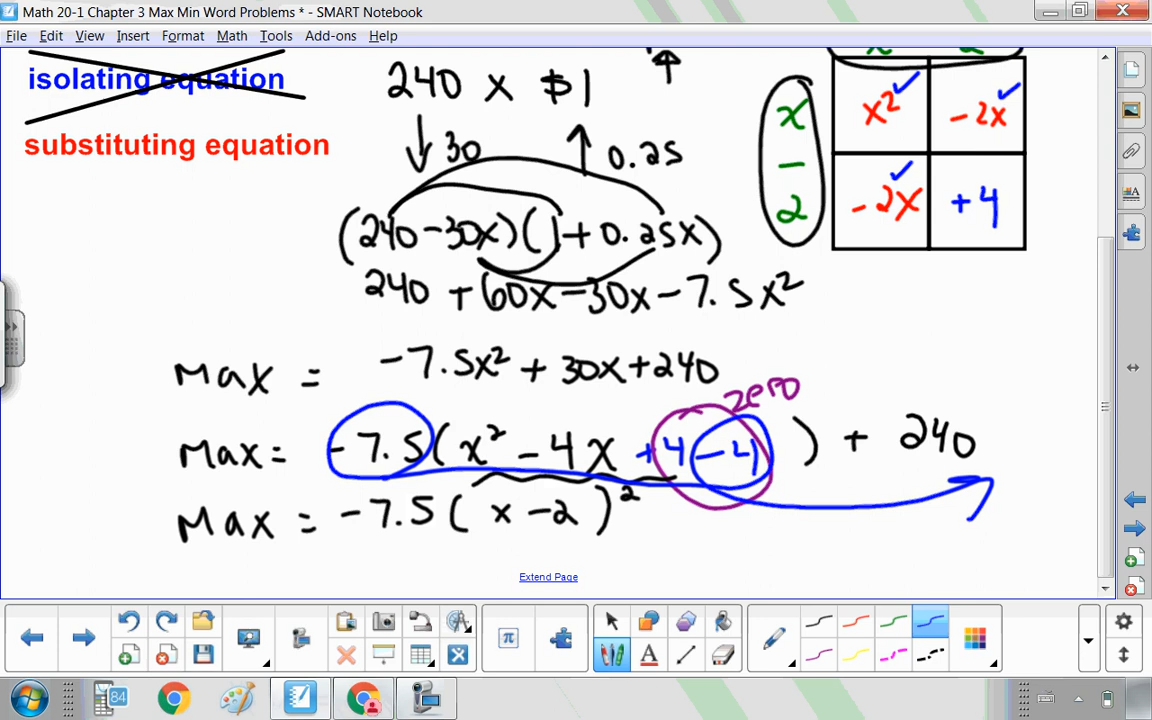 Math 20-1 Chapter 3 Max Min Word Problems * - SMART Notebook
File Edit View Insert Format Math Tools Add-ons Help
isolating equation
substituting equation
240 x $1
↓ 30 ↑ 0.25
(240-30x)(1+0.25x)
240 + 60x - 30x - 7.5x²
x - 2
x² -2x
-2x +4
Max = -7.5x² + 30x + 240
zero
Max = -7.5(x² - 4x + 4 - 4) + 240
Max = -7.5(x - 2)²
Extend Page
π A
84